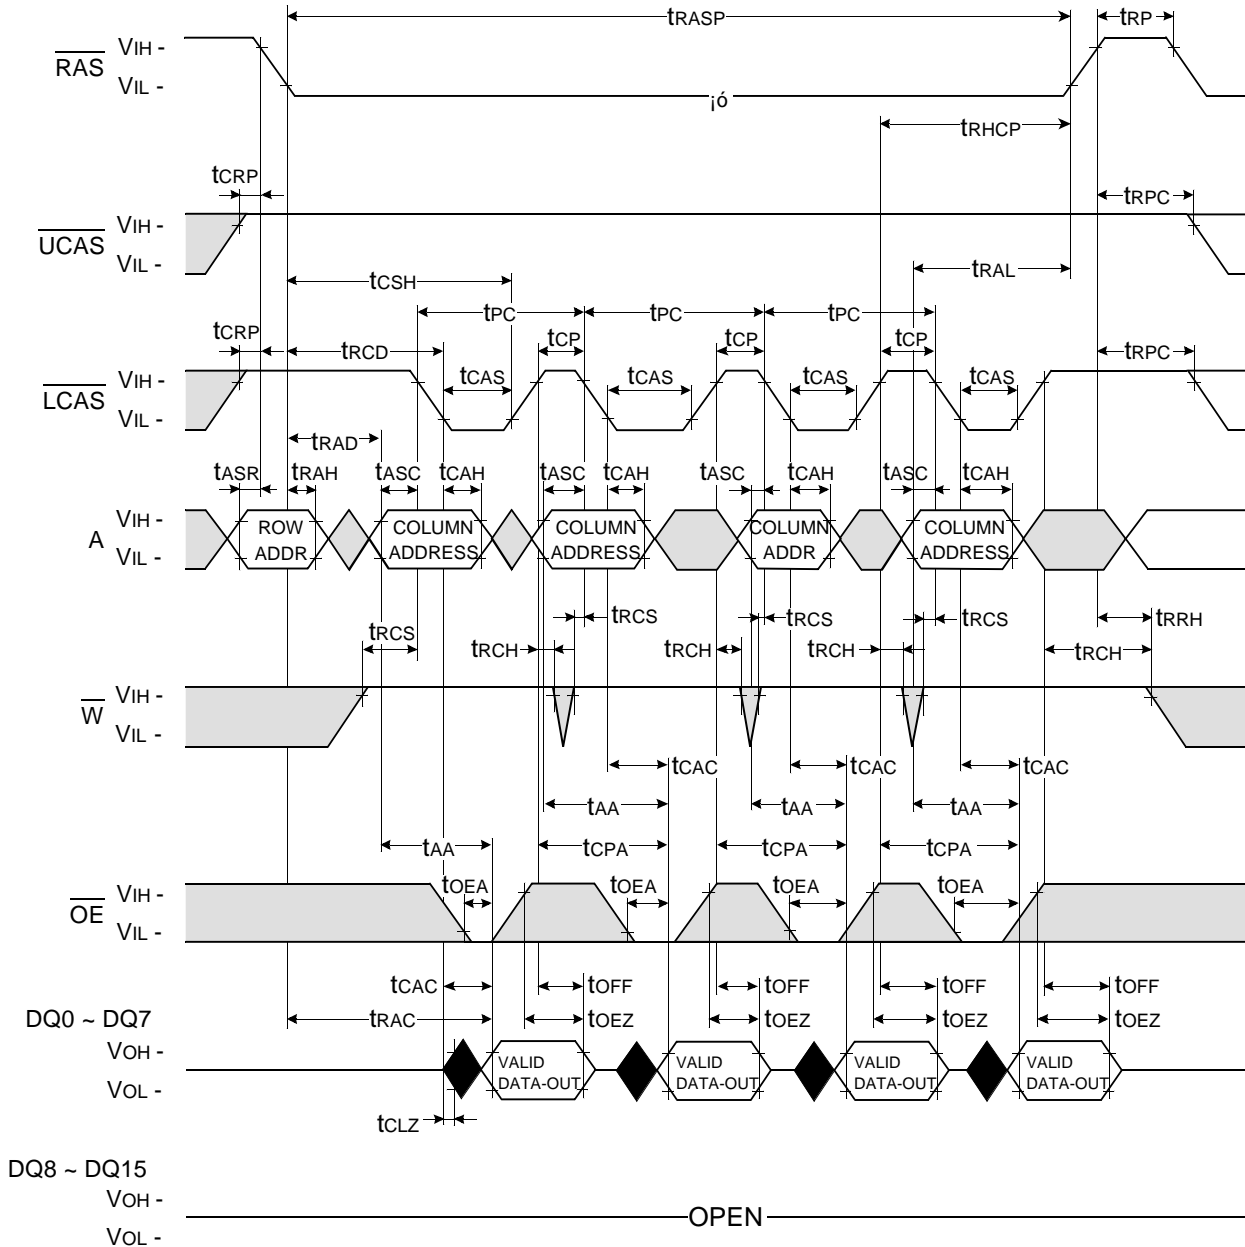 tRASP tRP
RAS VIH -
VIL -
¡ó
tRHCP
tCRP tRPC
UCAS VIH -
VIL -
tCSH tRAL
tPC tPC tPC
tCRP tRCD tCP tCP tCP tRPC
LCAS VIH -
VIL -
tCAS tCAS tCAS tCAS
tRAD
tASR tRAH tASC tCAH tASC tCAH tASC tCAH tASC tCAH
A VIH -
VIL -
ROW ADDR
COLUMN ADDRESS
COLUMN ADDRESS
COLUMN ADDR
COLUMN ADDRESS
tRCS tRCS tRCS tRCS tRRH
tRCH tRCH tRCH tRCH
W VIH -
VIL -
tCAC tCAC tCAC
tAA tAA tAA
tAA tCPA tCPA tCPA
tOEA tOEA tOEA tOEA
OE VIH -
VIL -
tCAC tOFF tOFF tOFF tOFF
tRAC tOEZ tOEZ tOEZ tOEZ
DQ0 ~ DQ7
VOH -
VOL -
VALID DATA-OUT
VALID DATA-OUT
VALID DATA-OUT
VALID DATA-OUT
tCLZ
DQ8 ~ DQ15
VOH -
OPEN
VOL -